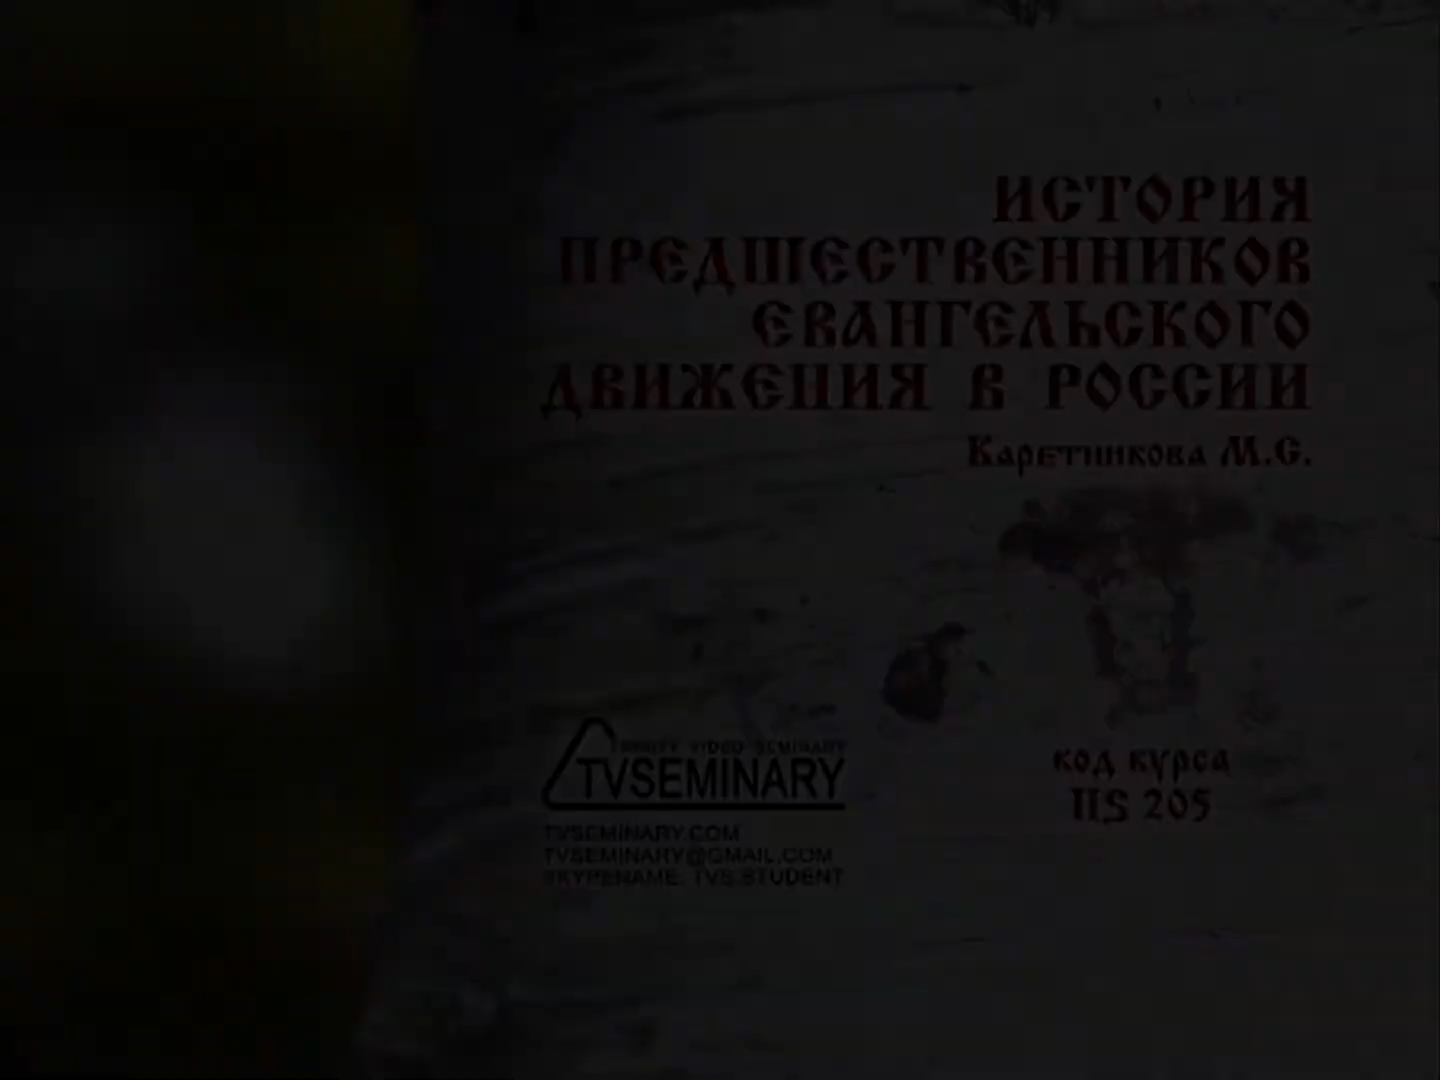 ИСТОРИЯ
ПРЕДШЕСТВЕННИКОВ
ЕВАНГЕЛЬСКОГО
ДВИЖЕНИЯ В РОССИИ
Каретникова М.С.
TRINITY VIDEO SEMINARY
TVSEMINARY
TVSEMINARY.COM
TVSEMINARY@GMAIL.COM
SKYPENAME: TVS.STUDENT
код курса
HS 205